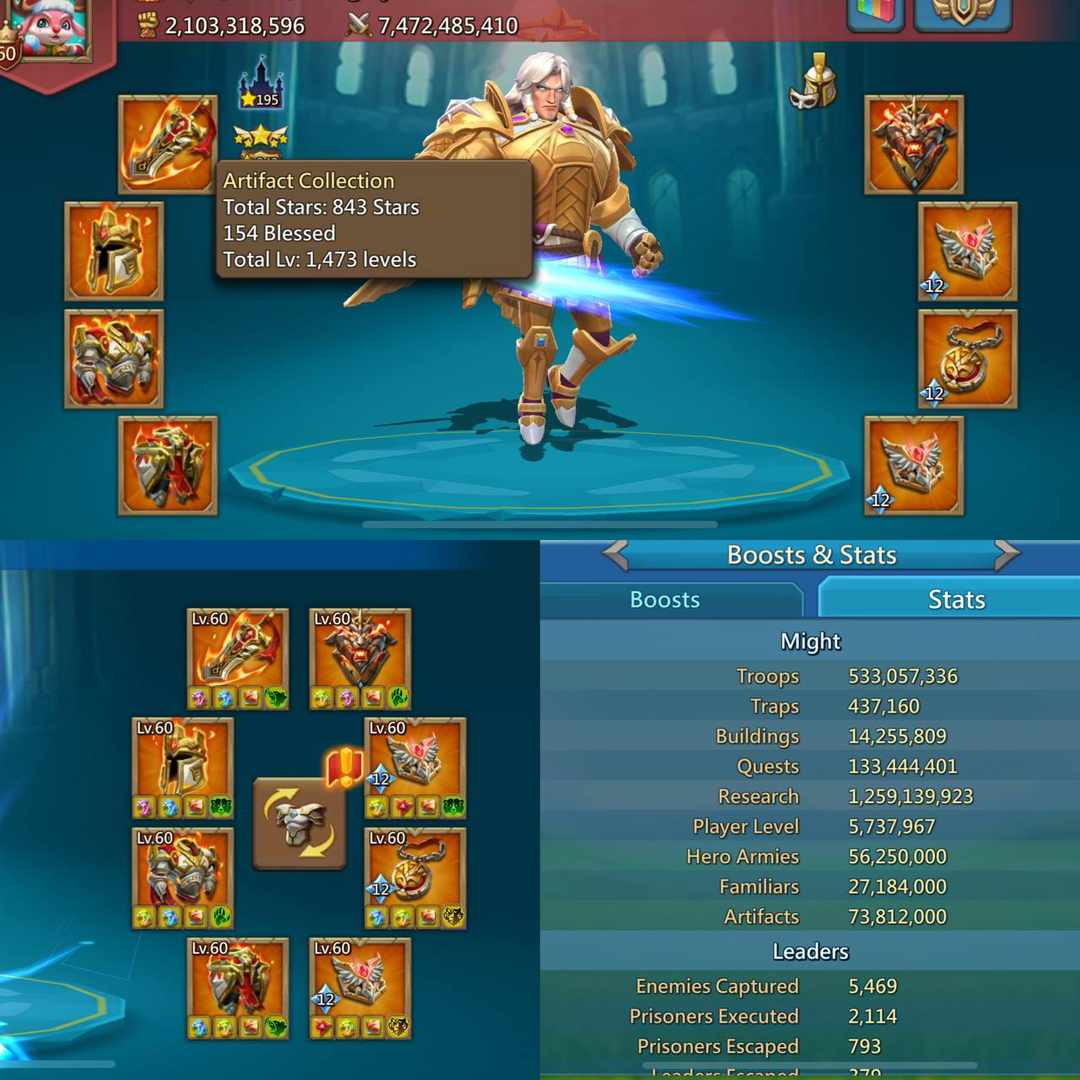 2,103,318,596
7,472,485,410
60
195
Artifact Collection
Total Stars: 843 Stars
154 Blessed
Total Lv: 1,473 levels
12
12
12
Lv.60
Lv.60
Lv.60
Lv.60
12
Lv.60
Lv.60
12
Lv.60
Lv.60
12
Boosts & Stats
Boosts
Stats
Might
Troops 533,057,336
Traps 437,160
Buildings 14,255,809
Quests 133,444,401
Research 1,259,139,923
Player Level 5,737,967
Hero Armies 56,250,000
Familiars 27,184,000
Artifacts 73,812,000
Leaders
Enemies Captured 5,469
Prisoners Executed 2,114
Prisoners Escaped 793
Leaders Escaped 379